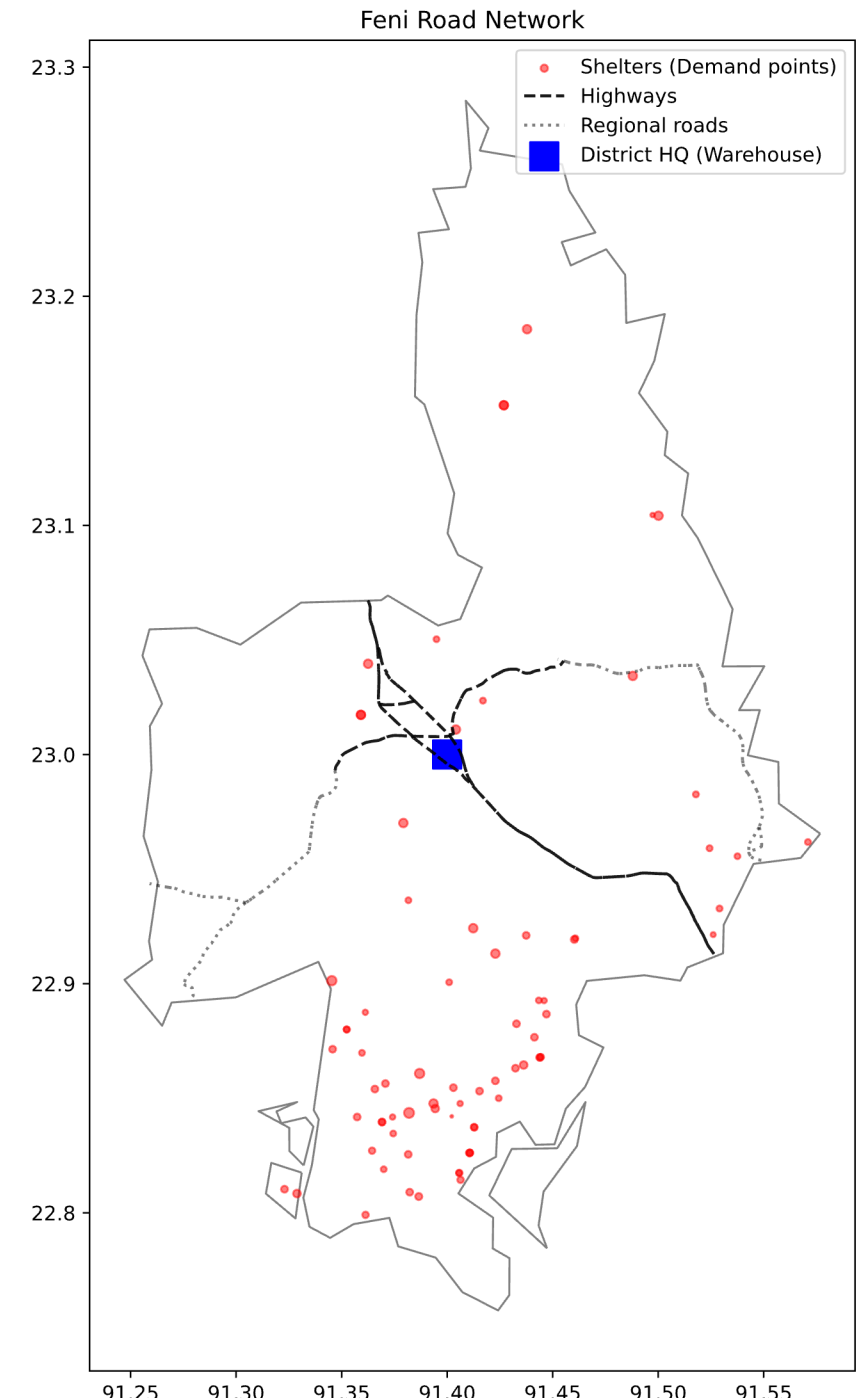 Feni Road Network
Shelters (Demand points)
Highways
Regional roads
District HQ (Warehouse)
23.3
23.2
23.1
23.0
22.9
22.8
91.25 91.30 91.35 91.40 91.45 91.50 91.55